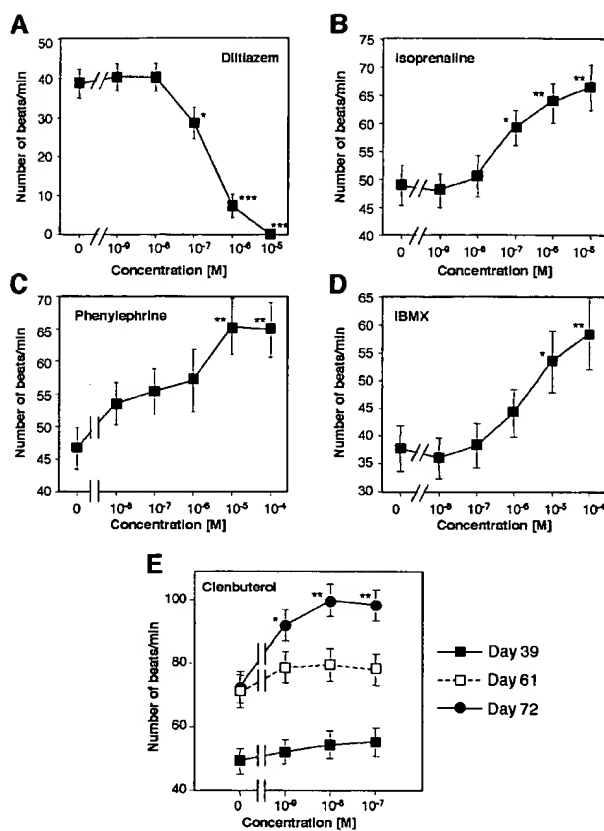 A
Diltiazem
Number of beats/min
50
40
30
20
10
0
*
***
***
0 10-9 10-8 10-7 10-6 10-5
Concentration [M]
B
Isoprenaline
Number of beats/min
75
70
65
60
55
50
45
40
*
**
**
0 10-9 10-8 10-7 10-6 10-5
Concentration [M]
C
Phenylephrine
Number of beats/min
70
65
60
55
50
45
40
**
**
0 10-8 10-7 10-6 10-5 10-4
Concentration [M]
D
IBMX
Number of beats/min
65
60
55
50
45
40
35
30
*
**
0 10-8 10-7 10-6 10-5 10-4
Concentration [M]
E
Clenbuterol
Number of beats/min
100
80
60
40
*
**
**
0 10-9 10-8 10-7
Concentration [M]
Day 39
Day 61
Day 72